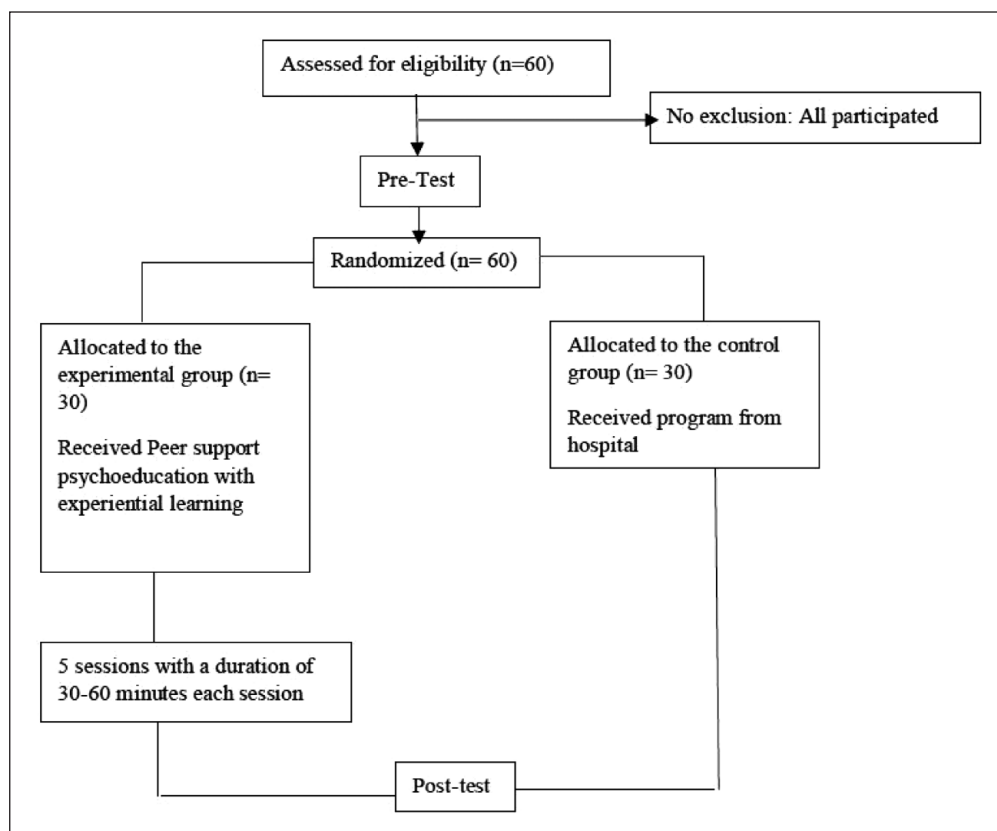 Assessed for eligibility (n=60)
No exclusion: All participated
Pre-Test
Randomized (n= 60)
Allocated to the
experimental group (n=
30)
Received Peer support
psychoeducation with
experiential learning
Allocated to the control
group (n= 30)
Received program from
hospital
5 sessions with a duration of
30-60 minutes each session
Post-test